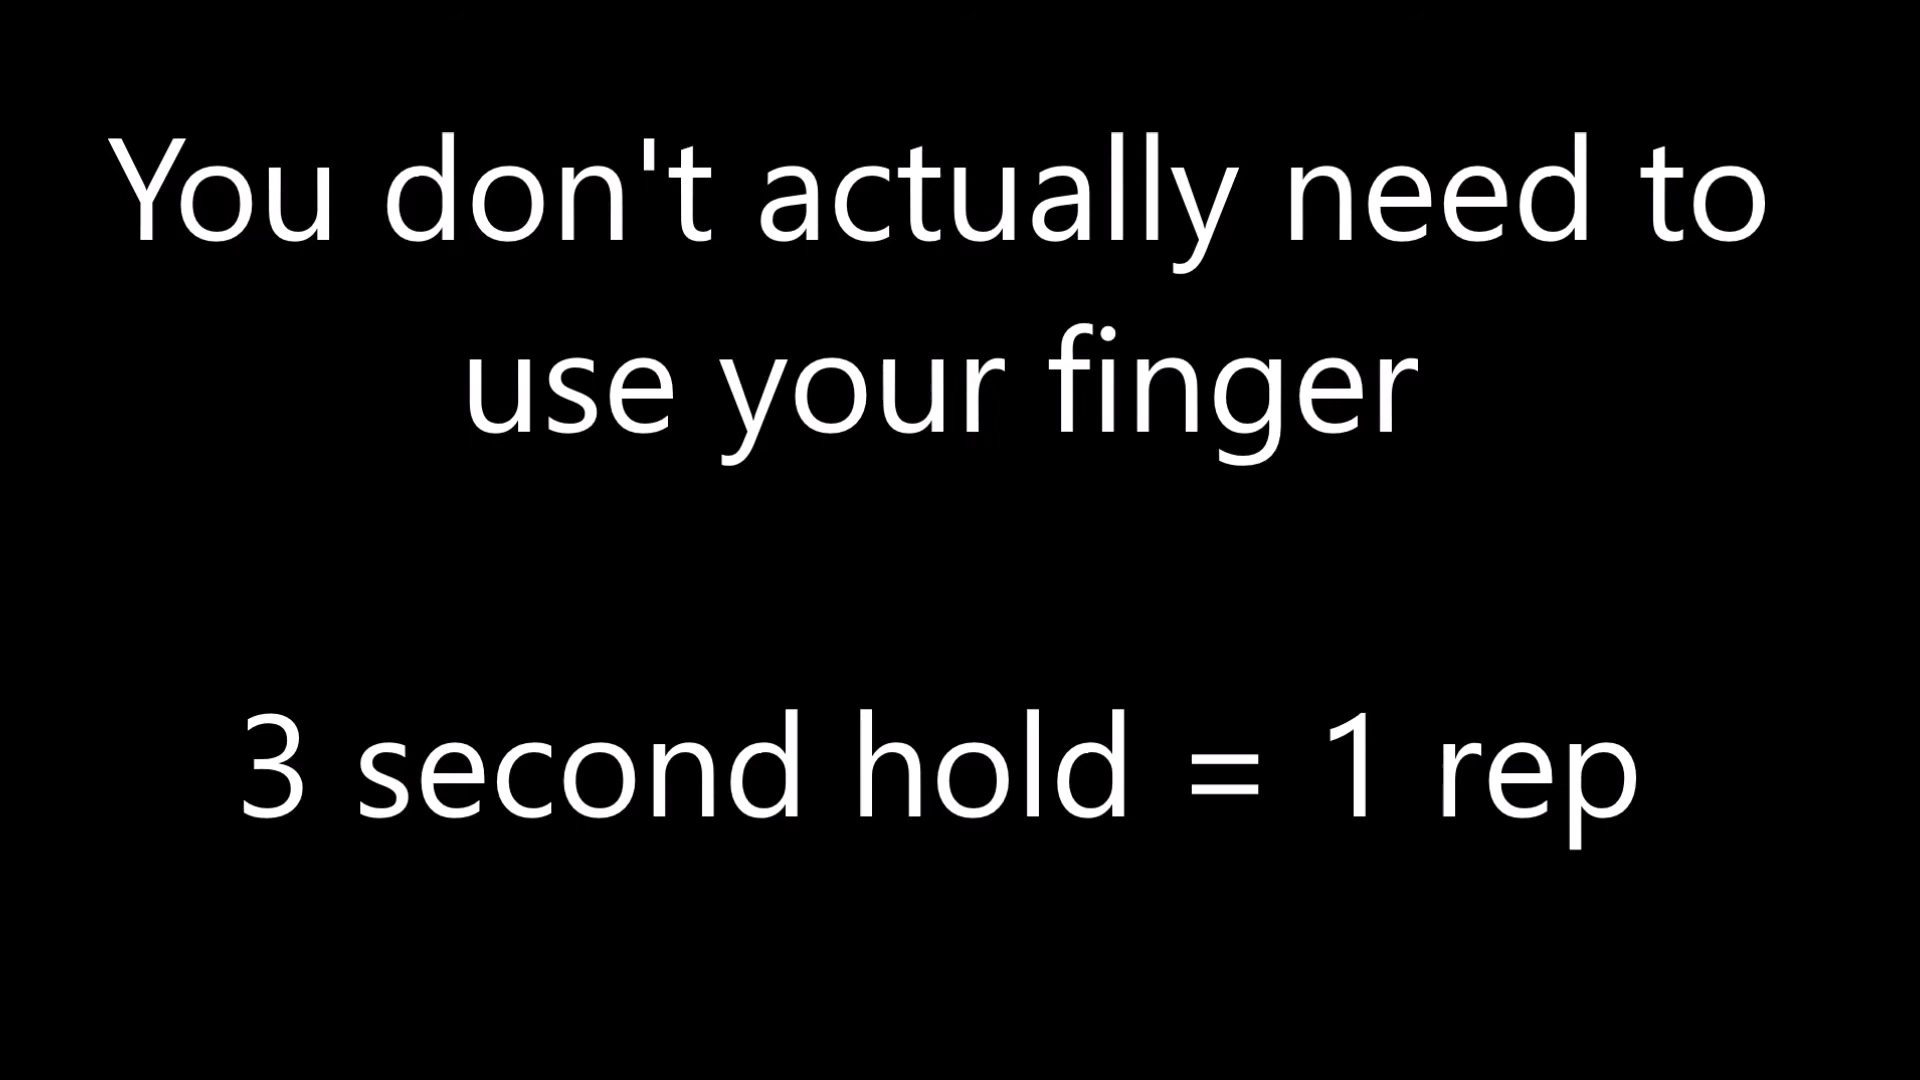 You don't actually need to
use your finger
3 second hold = 1 rep